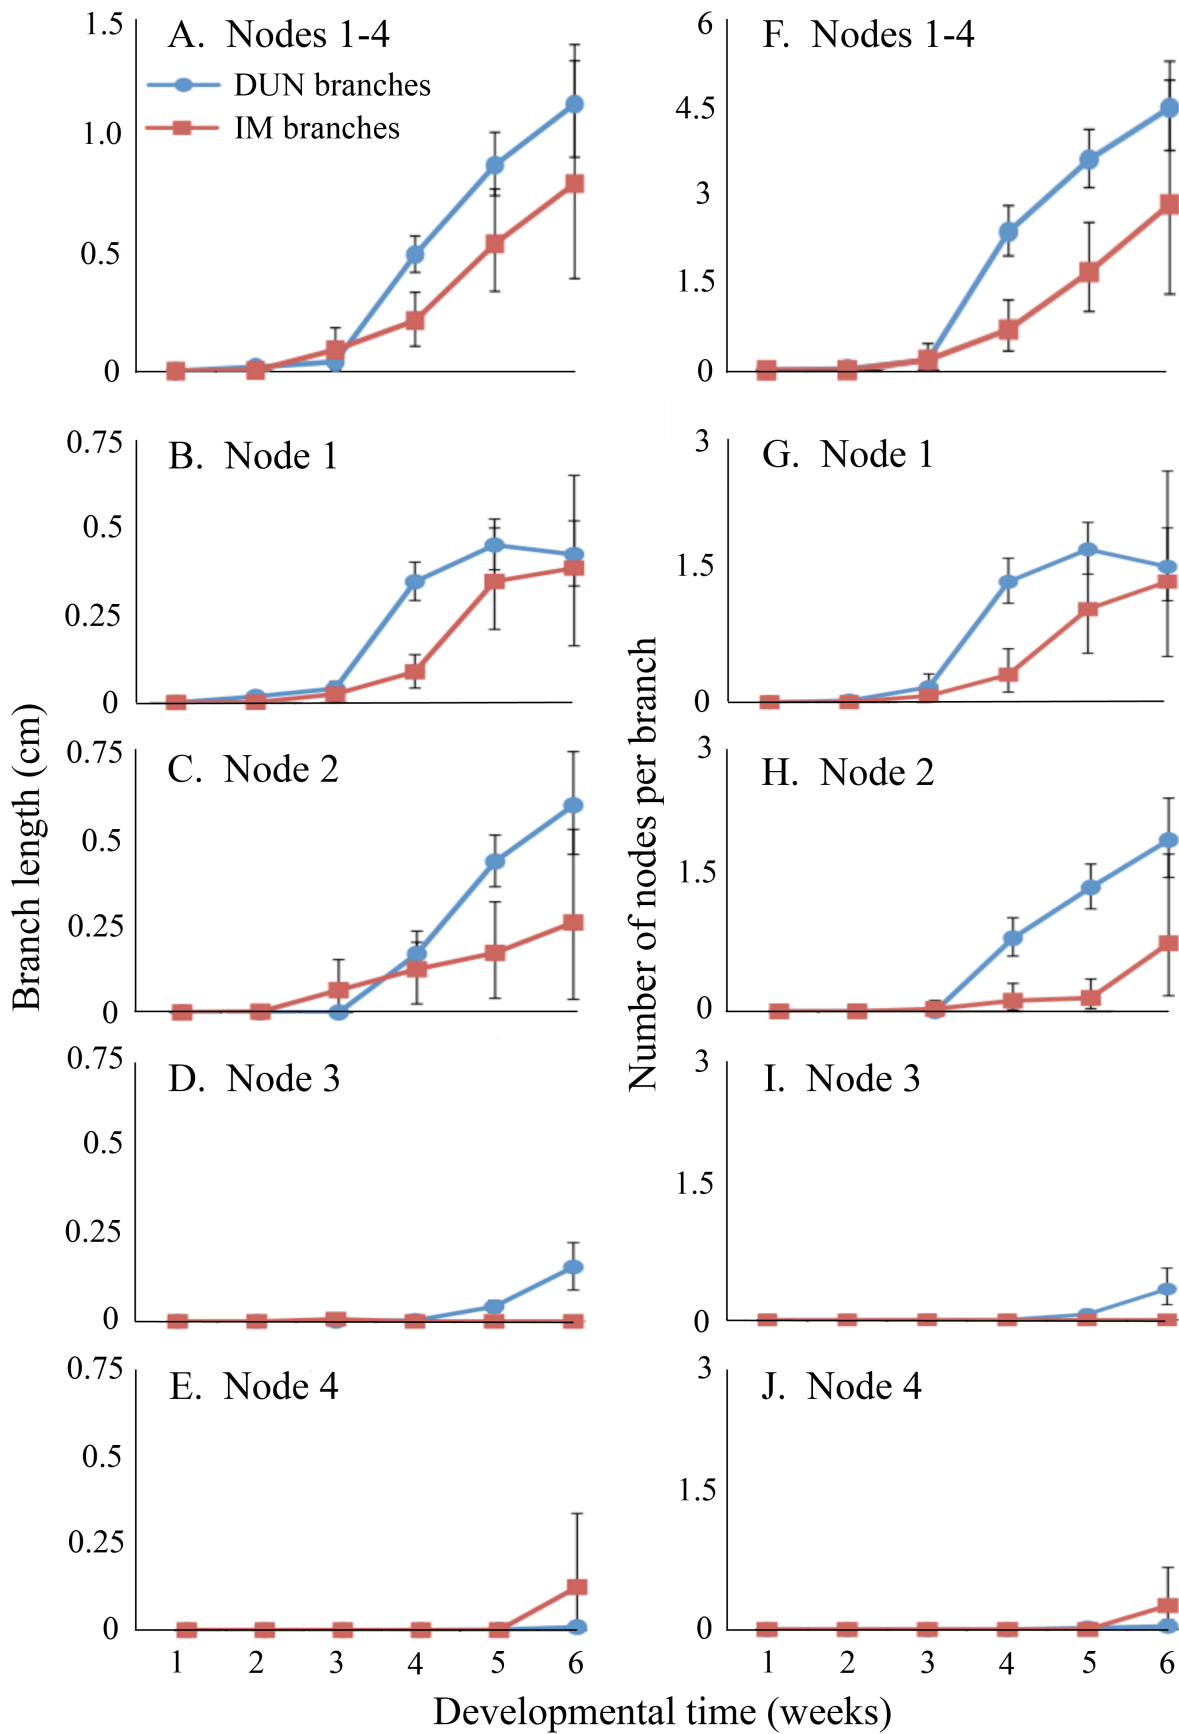 A. Nodes 1-4
DUN branches
IM branches
1.5
1.0
0.5
0
F. Nodes 1-4
6
4.5
3
1.5
0
B. Node 1
0.75
0.5
0.25
0
G. Node 1
3
1.5
0
C. Node 2
0.75
0.5
0.25
0
H. Node 2
3
1.5
0
D. Node 3
0.75
0.5
0.25
0
I. Node 3
3
1.5
0
E. Node 4
0.75
0.5
0.25
0
J. Node 4
3
1.5
0
Branch length (cm)
Number of nodes per branch
1 2 3 4 5 6
1 2 3 4 5 6
Developmental time (weeks)